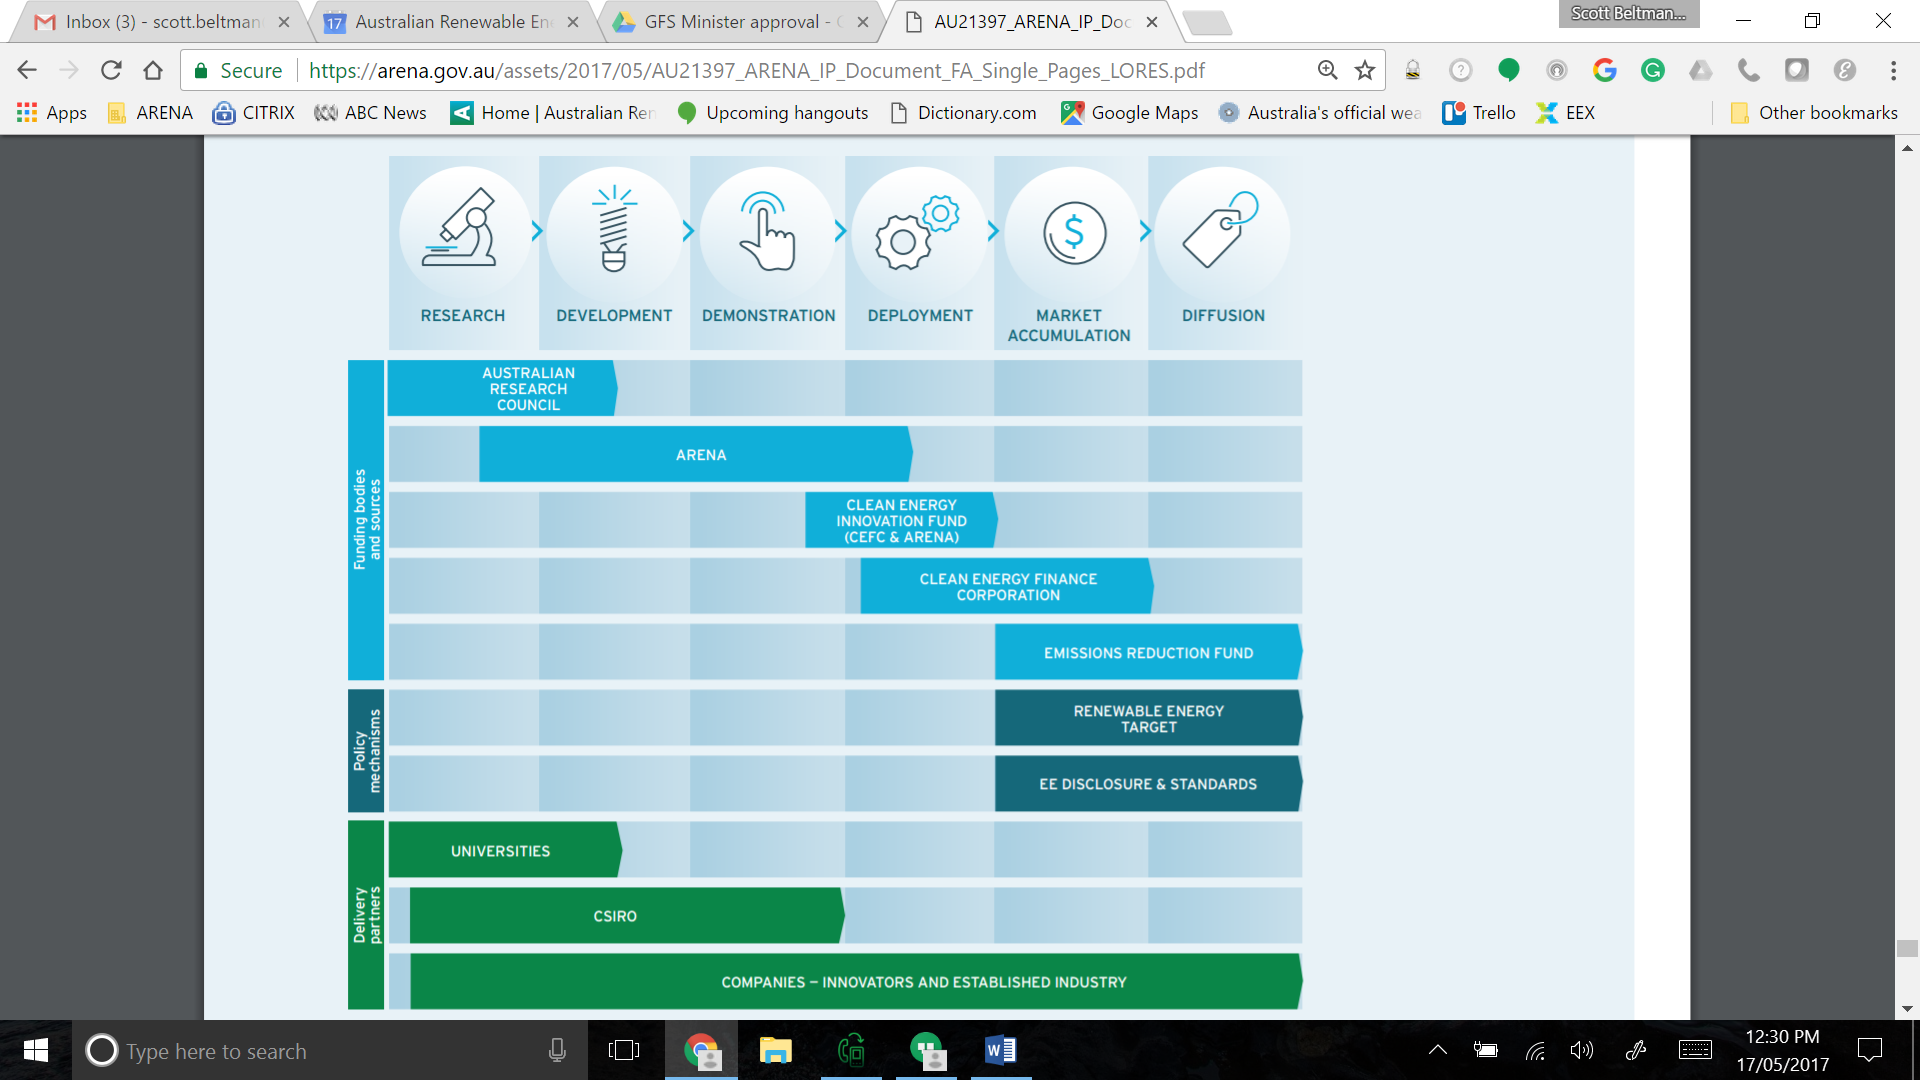 Scott Beltman...
Inbox (3) - scott.beltman
Australian Renewable En
GFS Minister approval - 
AU21397_ARENA_IP_Doc
Secure
https://arena.gov.au/assets/2017/05/AU21397_ARENA_IP_Document_FA_Single_Pages_LORES.pdf
Apps
ARENA
CITRIX
ABC News
Home | Australian Ren
Upcoming hangouts
Dictionary.com
Google Maps
Australia's official wea
Trello
EEX
Other bookmarks
RESEARCH
DEVELOPMENT
DEMONSTRATION
DEPLOYMENT
MARKET
ACCUMULATION
DIFFUSION
Funding bodies
and sources
AUSTRALIAN
RESEARCH
COUNCIL
ARENA
CLEAN ENERGY
INNOVATION FUND
(CEFC & ARENA)
CLEAN ENERGY FINANCE
CORPORATION
EMISSIONS REDUCTION FUND
Policy
mechanisms
RENEWABLE ENERGY
TARGET
EE DISCLOSURE & STANDARDS
Delivery
partners
UNIVERSITIES
CSIRO
COMPANIES – INNOVATORS AND ESTABLISHED INDUSTRY
Type here to search
12:30 PM
17/05/2017